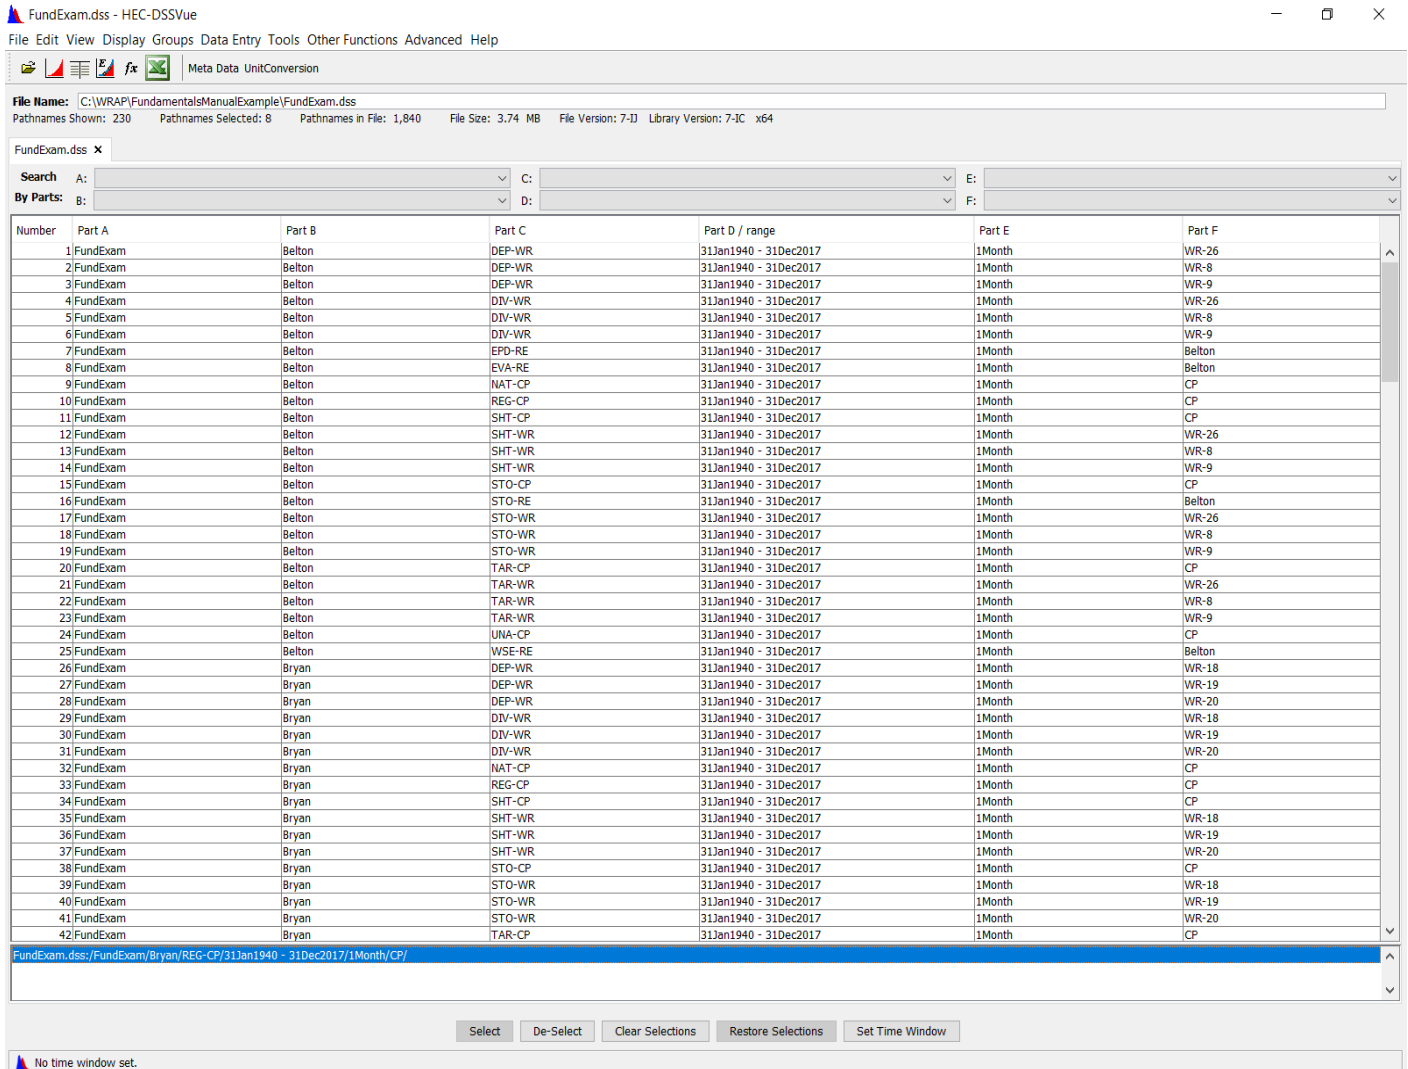 FundExam.dss - HEC-DSSVue
File Edit View Display Groups Data Entry Tools Other Functions Advanced Help
E fx Meta Data UnitConversion
File Name: C:\WRAP\FundamentalsManualExample\FundExam.dss
Pathnames Shown: 230 Pathnames Selected: 8 Pathnames in File: 1,840 File Size: 3.74 MB File Version: 7-IJ Library Version: 7-IC x64
FundExam.dss x
Search A: C: E:
By Parts: B: D: F:
Number Part A Part B Part C Part D / range Part E Part F
1 FundExam Belton DEP-WR 31Jan1940 - 31Dec2017 1Month WR-26
2 FundExam Belton DEP-WR 31Jan1940 - 31Dec2017 1Month WR-8
3 FundExam Belton DEP-WR 31Jan1940 - 31Dec2017 1Month WR-9
4 FundExam Belton DIV-WR 31Jan1940 - 31Dec2017 1Month WR-26
5 FundExam Belton DIV-WR 31Jan1940 - 31Dec2017 1Month WR-8
6 FundExam Belton DIV-WR 31Jan1940 - 31Dec2017 1Month WR-9
7 FundExam Belton EPD-RE 31Jan1940 - 31Dec2017 1Month Belton
8 FundExam Belton EVA-RE 31Jan1940 - 31Dec2017 1Month Belton
9 FundExam Belton NAT-CP 31Jan1940 - 31Dec2017 1Month CP
10 FundExam Belton REG-CP 31Jan1940 - 31Dec2017 1Month CP
11 FundExam Belton SHT-CP 31Jan1940 - 31Dec2017 1Month CP
12 FundExam Belton SHT-WR 31Jan1940 - 31Dec2017 1Month WR-26
13 FundExam Belton SHT-WR 31Jan1940 - 31Dec2017 1Month WR-8
14 FundExam Belton SHT-WR 31Jan1940 - 31Dec2017 1Month WR-9
15 FundExam Belton STO-CP 31Jan1940 - 31Dec2017 1Month CP
16 FundExam Belton STO-RE 31Jan1940 - 31Dec2017 1Month Belton
17 FundExam Belton STO-WR 31Jan1940 - 31Dec2017 1Month WR-26
18 FundExam Belton STO-WR 31Jan1940 - 31Dec2017 1Month WR-8
19 FundExam Belton STO-WR 31Jan1940 - 31Dec2017 1Month WR-9
20 FundExam Belton TAR-CP 31Jan1940 - 31Dec2017 1Month CP
21 FundExam Belton TAR-WR 31Jan1940 - 31Dec2017 1Month WR-26
22 FundExam Belton TAR-WR 31Jan1940 - 31Dec2017 1Month WR-8
23 FundExam Belton TAR-WR 31Jan1940 - 31Dec2017 1Month WR-9
24 FundExam Belton UNA-CP 31Jan1940 - 31Dec2017 1Month CP
25 FundExam Belton WSE-RE 31Jan1940 - 31Dec2017 1Month Belton
26 FundExam Bryan DEP-WR 31Jan1940 - 31Dec2017 1Month WR-18
27 FundExam Bryan DEP-WR 31Jan1940 - 31Dec2017 1Month WR-19
28 FundExam Bryan DEP-WR 31Jan1940 - 31Dec2017 1Month WR-20
29 FundExam Bryan DIV-WR 31Jan1940 - 31Dec2017 1Month WR-18
30 FundExam Bryan DIV-WR 31Jan1940 - 31Dec2017 1Month WR-19
31 FundExam Bryan DIV-WR 31Jan1940 - 31Dec2017 1Month WR-20
32 FundExam Bryan NAT-CP 31Jan1940 - 31Dec2017 1Month CP
33 FundExam Bryan REG-CP 31Jan1940 - 31Dec2017 1Month CP
34 FundExam Bryan SHT-CP 31Jan1940 - 31Dec2017 1Month CP
35 FundExam Bryan SHT-WR 31Jan1940 - 31Dec2017 1Month WR-18
36 FundExam Bryan SHT-WR 31Jan1940 - 31Dec2017 1Month WR-19
37 FundExam Bryan SHT-WR 31Jan1940 - 31Dec2017 1Month WR-20
38 FundExam Bryan STO-CP 31Jan1940 - 31Dec2017 1Month CP
39 FundExam Bryan STO-WR 31Jan1940 - 31Dec2017 1Month WR-18
40 FundExam Bryan STO-WR 31Jan1940 - 31Dec2017 1Month WR-19
41 FundExam Bryan STO-WR 31Jan1940 - 31Dec2017 1Month WR-20
42 FundExam Bryan TAR-CP 31Jan1940 - 31Dec2017 1Month CP
FundExam.dss:/FundExam/Bryan/REG-CP/31Jan1940 - 31Dec2017/1Month/CP/
Select De-Select Clear Selections Restore Selections Set Time Window
No time window set.